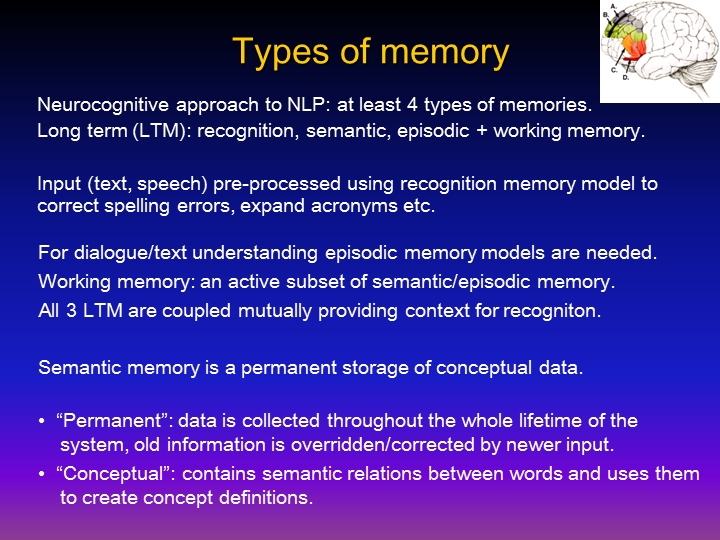 Types of memory
A.
B.
C.
D.
Neurocognitive approach to NLP: at least 4 types of memories.
Long term (LTM): recognition, semantic, episodic + working memory.
Input (text, speech) pre-processed using recognition memory model to
correct spelling errors, expand acronyms etc.
For dialogue/text understanding episodic memory models are needed.
Working memory: an active subset of semantic/episodic memory.
All 3 LTM are coupled mutually providing context for recogniton.
Semantic memory is a permanent storage of conceptual data.
• “Permanent”: data is collected throughout the whole lifetime of the
system, old information is overridden/corrected by newer input.
• “Conceptual”: contains semantic relations between words and uses them
to create concept definitions.